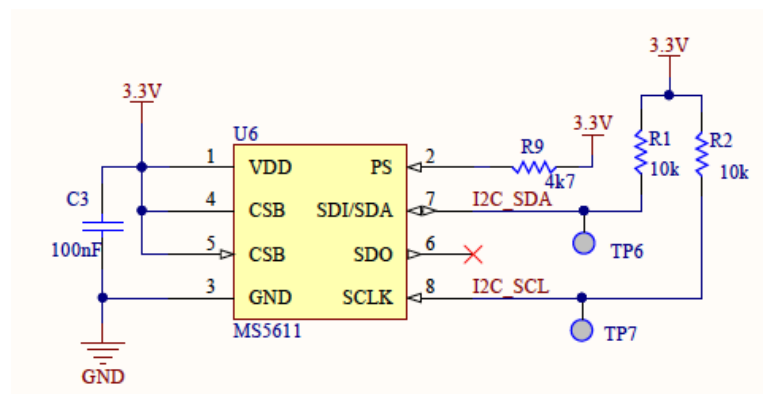 3.3V
3.3V
U6
3.3V
R9
R1
R2
1
VDD
PS
2
4k7
10k
10k
C3
4
CSB
SDI/SDA
7
I2C_SDA
100nF
5
CSB
SDO
6
TP6
3
GND
SCLK
8
I2C_SCL
MS5611
TP7
GND